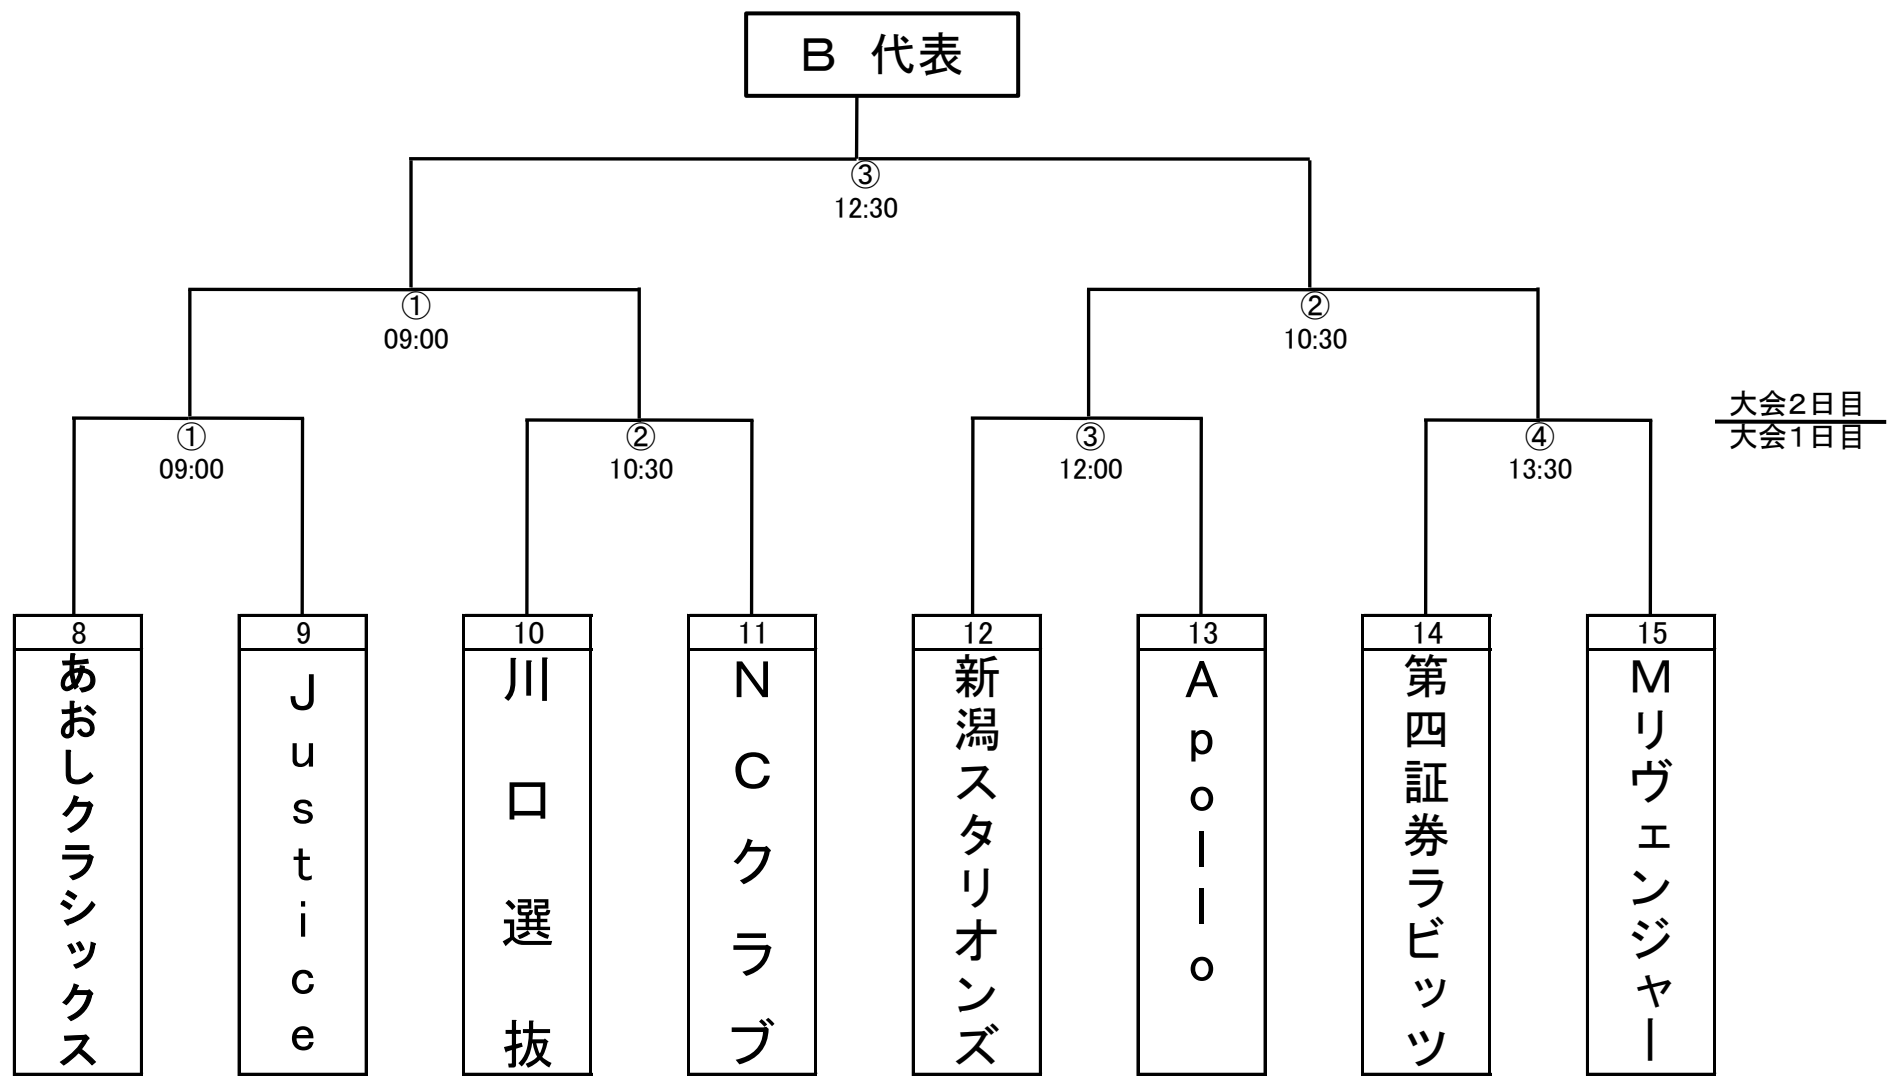 Ｂ　代表
③
12:30
①
09:00
②
10:30
大会２日目
大会１日目
①
09:00
②
10:30
③
12:00
④
13:30
8
あおしクラシックス
9
Ｊｕｓｔｉｃｅ
10
川口選抜
11
ＮＣクラブ
12
新潟スタリオンズ
13
Ａｐｏｌｌｏ
14
第四証券ラビッツ
15
Ｍリヴェンジャー